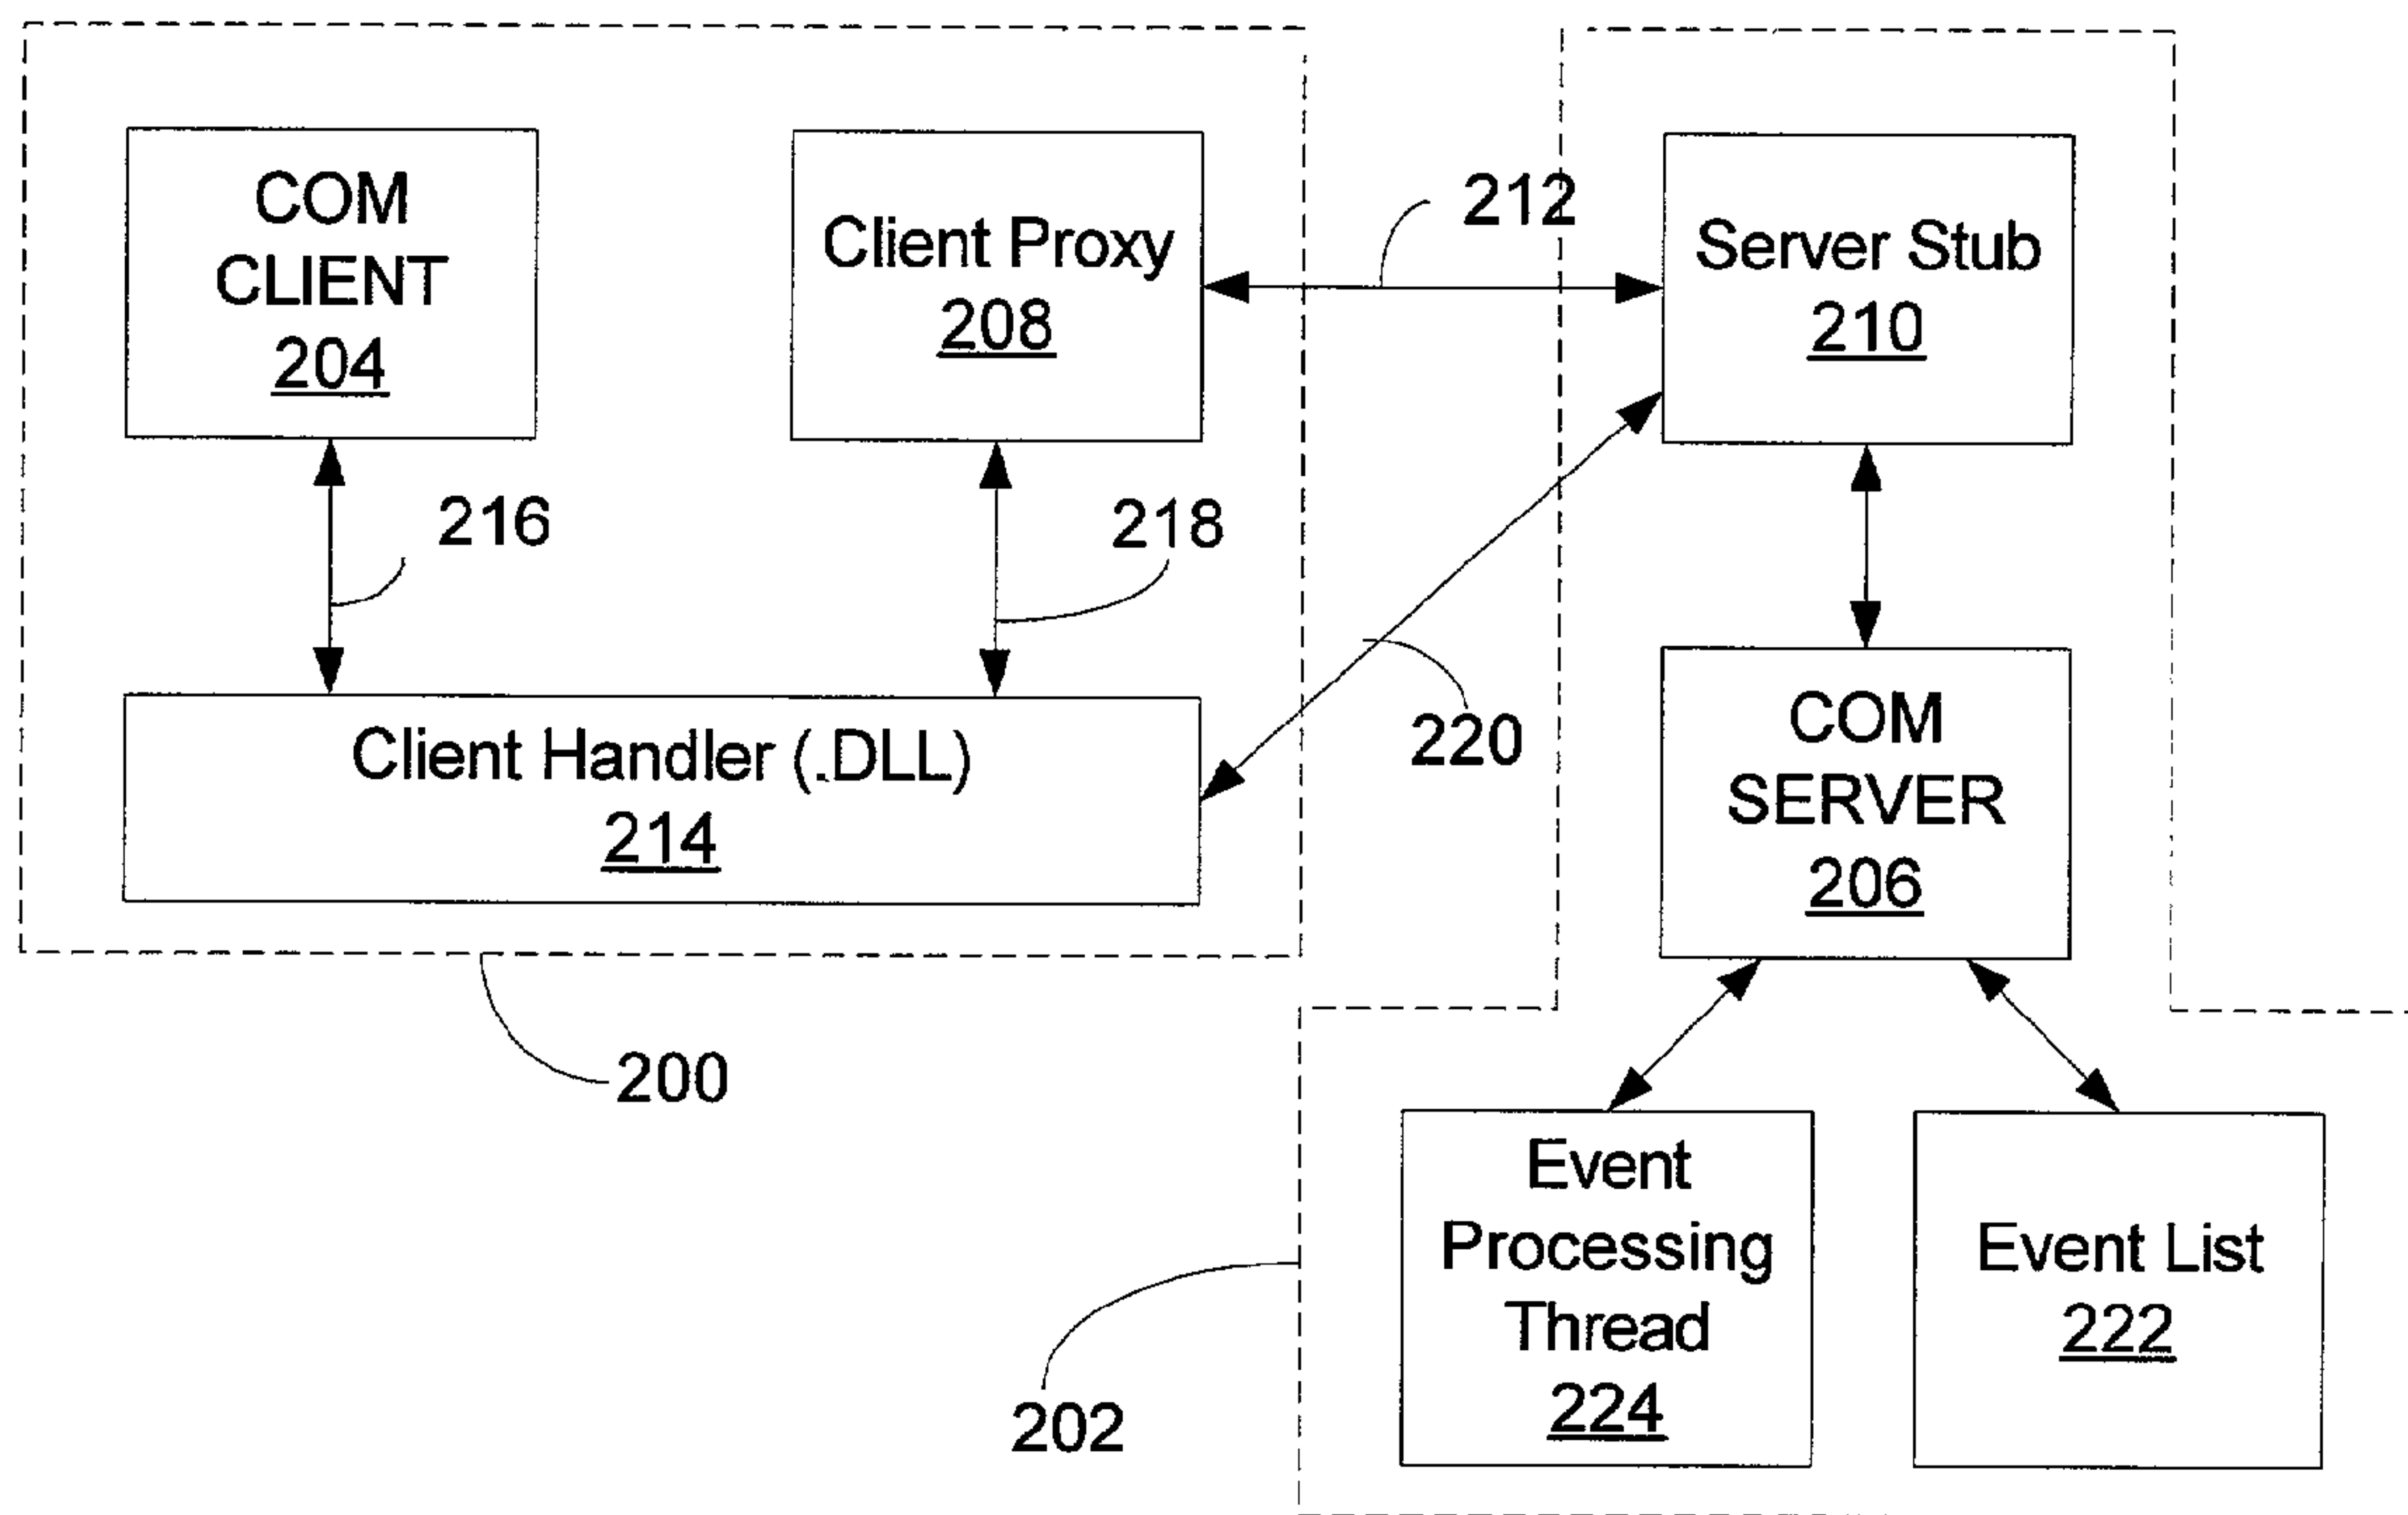 COM
CLIENT
204
Client Proxy
208
212
Server Stub
210
216
218
220
Client Handler (.DLL)
214
COM
SERVER
206
200
202
Event
Processing
Thread
224
Event List
222